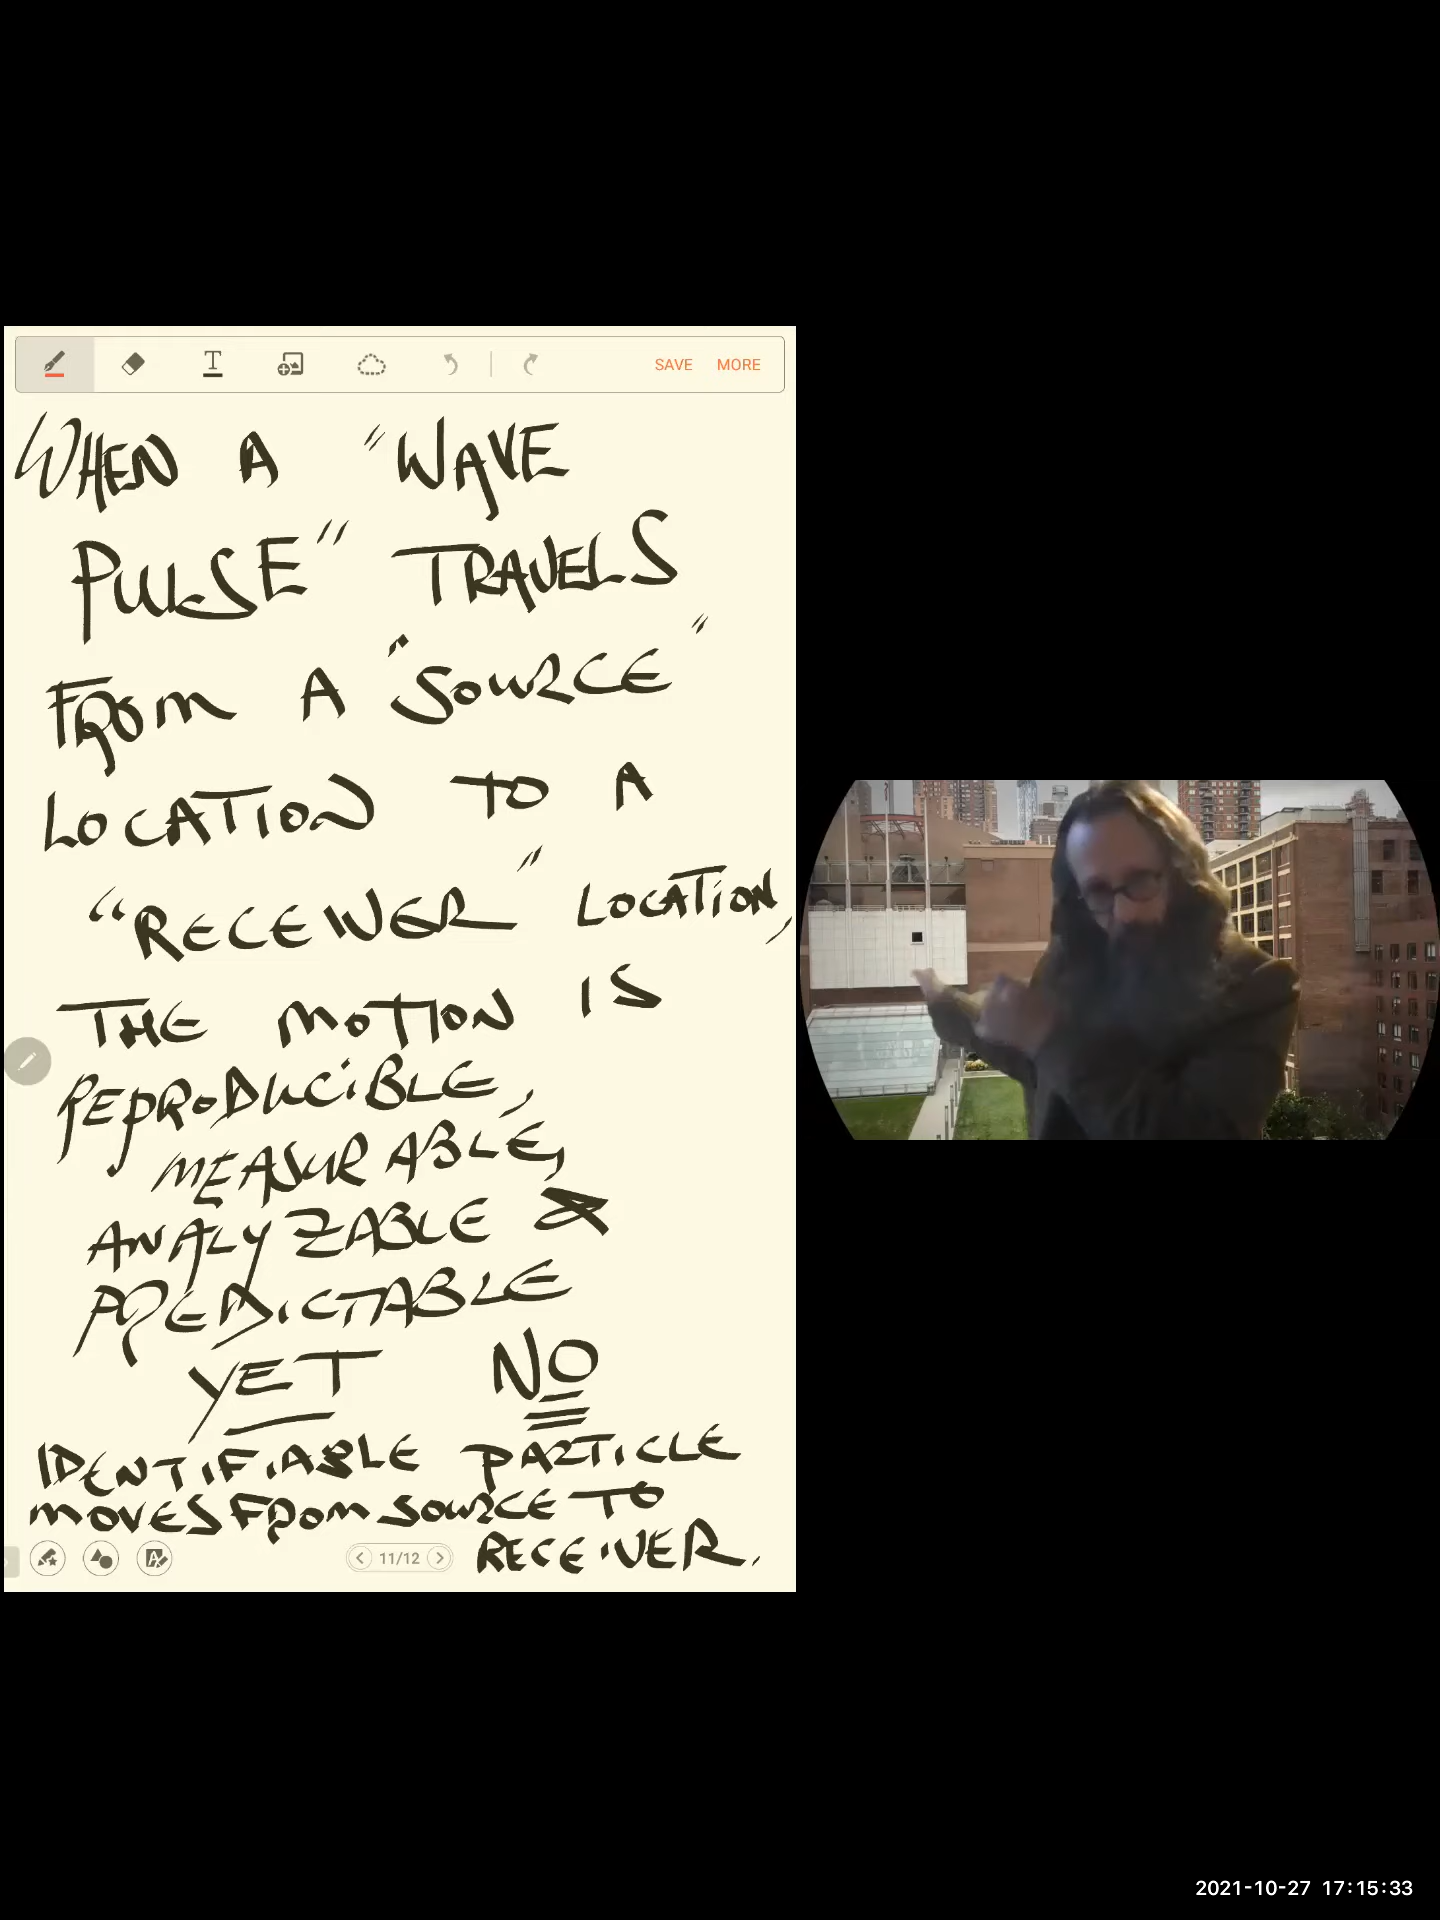 SAVE MORE
WHEN A "WAVE
PULSE" TRAVELS
FROM A "SOURCE"
LOCATION TO A
"RECEIVER" LOCATION,
THE MOTION IS
REPRODUCIBLE,
MEASURABLE,
ANALYZABLE &
PREDICTABLE
YET NO
IDENTIFIABLE PARTICLE
MOVES FROM SOURCE TO
RECEIVER.
11/12
2021-10-27 17:15:33